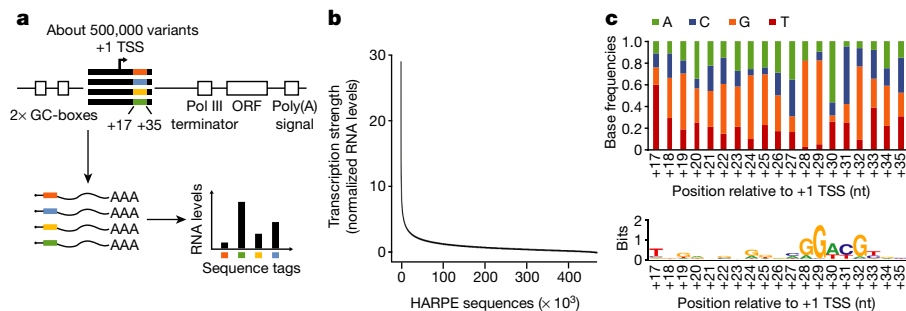 a
About 500,000 variants
+1 TSS
2× GC-boxes
+17 +35
Pol III
terminator
ORF
Poly(A)
signal
AAA
AAA
AAA
AAA
RNA levels
Sequence tags
b
Transcription strength
(normalized RNA levels)
30
20
10
0
0 100 200 300 400
HARPE sequences (× 10³)
c
A C G T
Base frequencies
1.0
0.8
0.6
0.4
0.2
0
+17 +18 +19 +20 +21 +22 +23 +24 +25 +26 +27 +28 +29 +30 +31 +32 +33 +34 +35
Position relative to +1 TSS (nt)
Bits
2
1
0
T GGACGT
+17 +18 +19 +20 +21 +22 +23 +24 +25 +26 +27 +28 +29 +30 +31 +32 +33 +34 +35
Position relative to +1 TSS (nt)